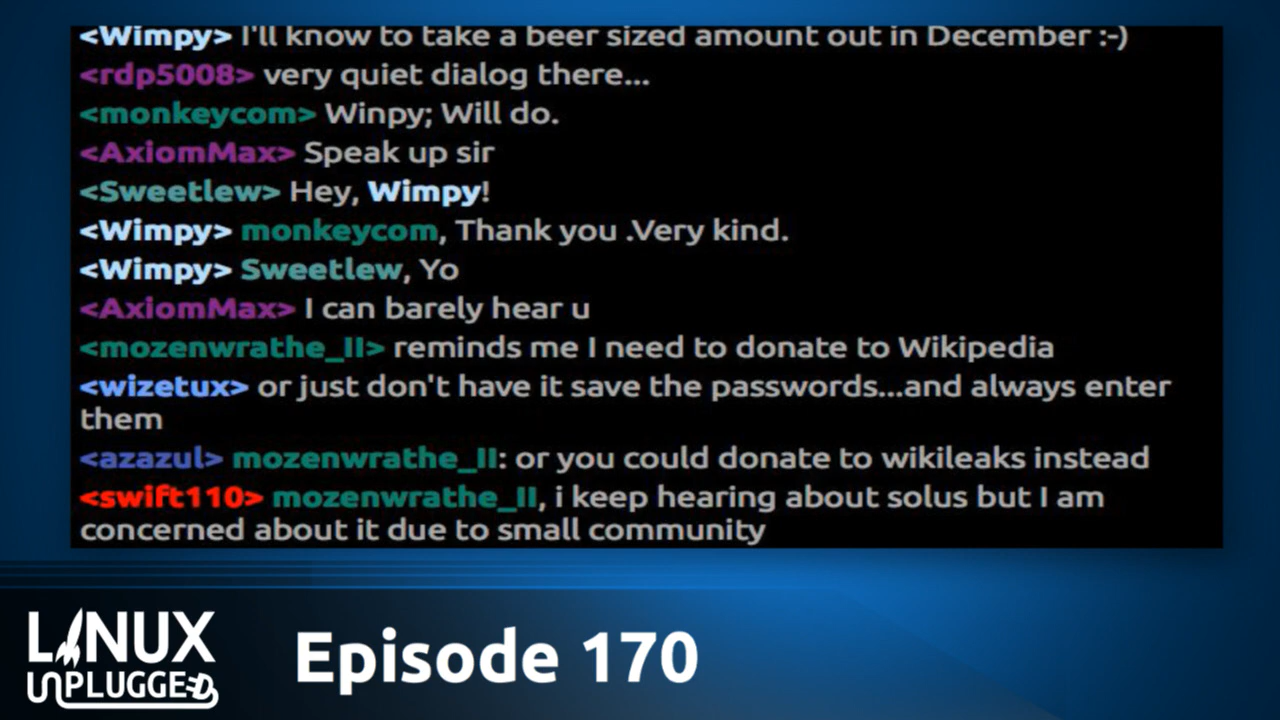 <Wimpy> I'll know to take a beer sized amount out in December :-)
<rdp5008> very quiet dialog there...
<monkeycom> Winpy; Will do.
<AxiomMax> Speak up sir
<Sweetlew> Hey, Wimpy!
<Wimpy> monkeycom, Thank you .Very kind.
<Wimpy> Sweetlew, Yo
<AxiomMax> I can barely hear u
<mozenwrathe_II> reminds me I need to donate to Wikipedia
<wizetux> or just don't have it save the passwords...and always enter
them
<azazul> mozenwrathe_II: or you could donate to wikileaks instead
<swift110> mozenwrathe_II, i keep hearing about solus but I am
concerned about it due to small community
LINUX
UNPLUGGED
Episode 170